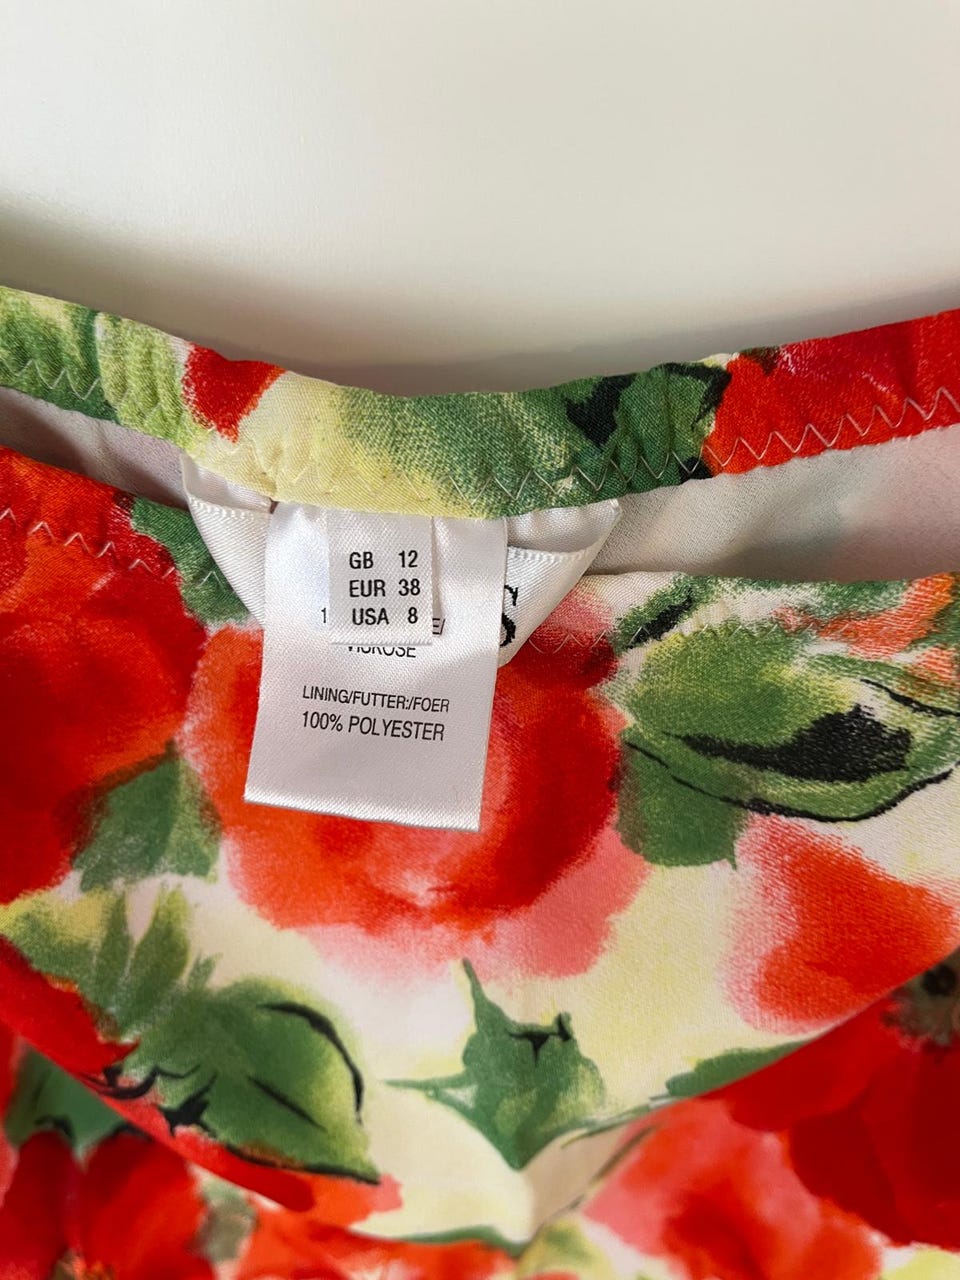 GB 12
EUR 38
USA 8
VISKOSE
LINING/FUTTER:/FOER
100% POLYESTER